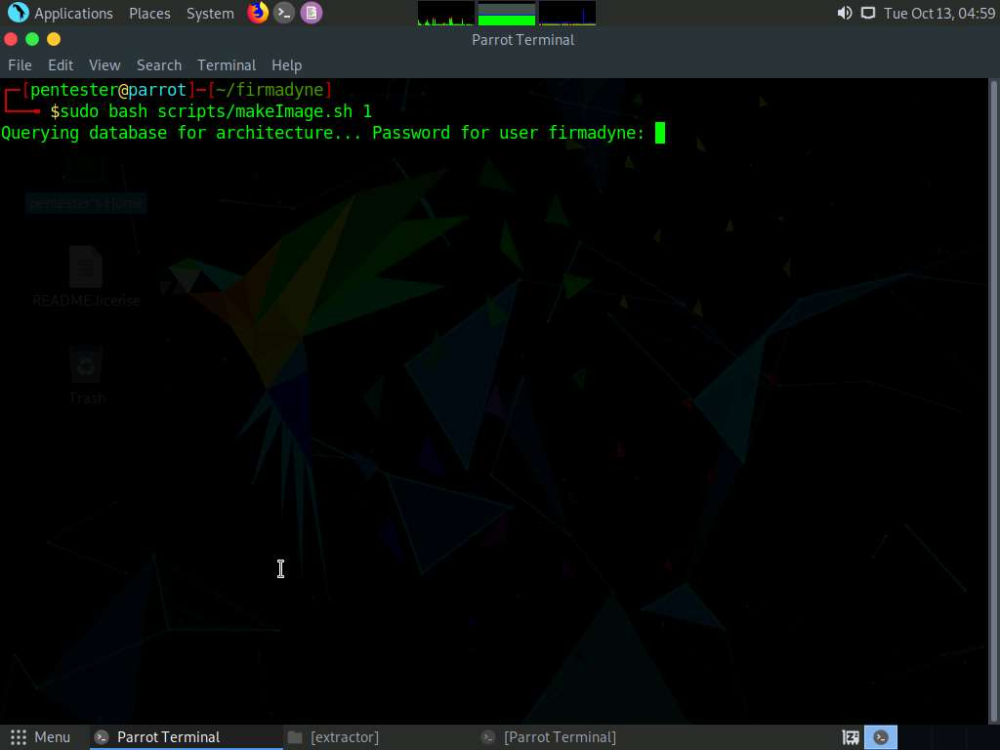 Applications Places System Tue Oct 13, 04:59
Parrot Terminal
File Edit View Search Terminal Help
[pentester@parrot]─[~/firmadyne]
$sudo bash scripts/makeImage.sh 1
Querying database for architecture... Password for user firmadyne:
pentester's Home
README.license
Trash
Menu Parrot Terminal [extractor] [Parrot Terminal]